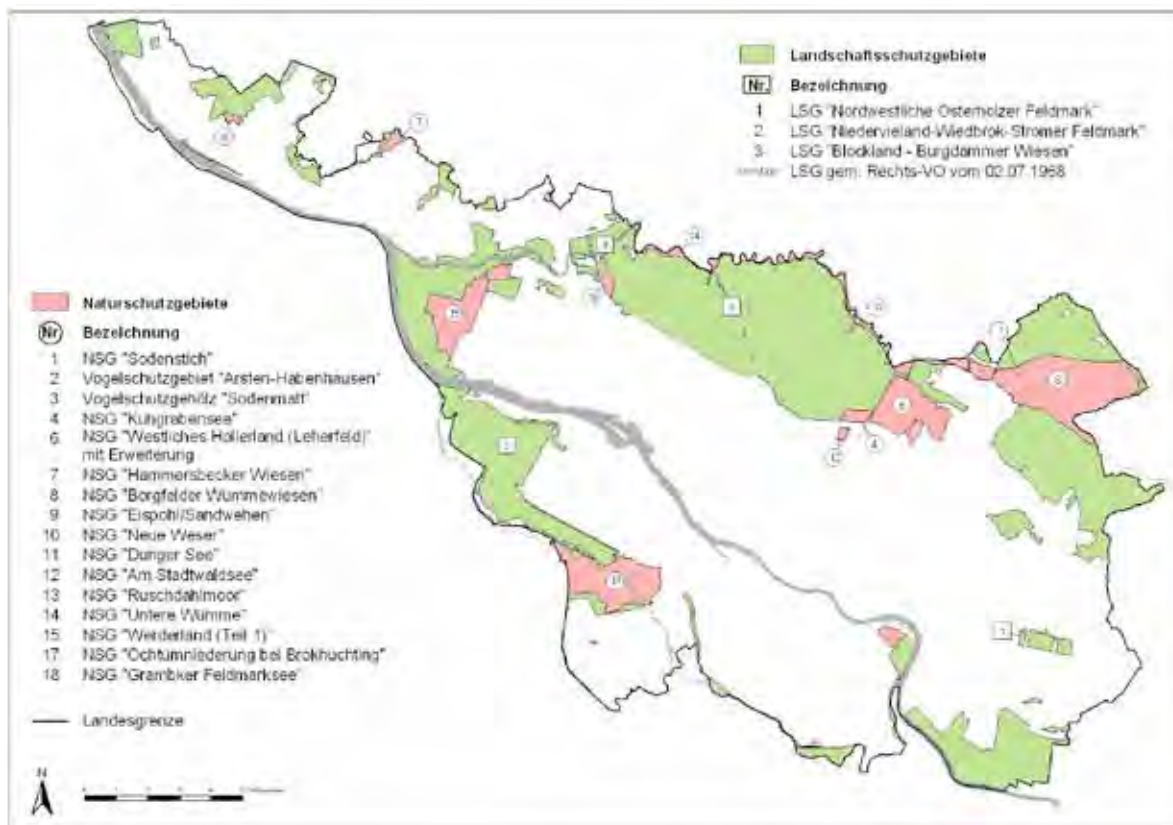 Landschaftsschutzgebiete
Nr. Bezeichnung
1 LSG "Nordwestliche Osterholzer Feldmark"
2 LSG "Niedervieland-Wiedbrok-Stromer Feldmark"
3 LSG "Blockland - Burgdammer Wiesen"
LSG gem. Rechts-VO vom 02.07.1968
Naturschutzgebiete
Nr Bezeichnung
1 NSG "Sodenstich"
2 Vogelschutzgebiet "Arsten-Habenhausen"
3 Vogelschutzgehölz "Sodenmatt"
4 NSG "Kuhgrabensee"
6 NSG "Westliches Hollerland (Leherfeld)"
mit Erweiterung
7 NSG "Hammersbecker Wiesen"
8 NSG "Borgfelder Wümmewiesen"
9 NSG "Eispohl/Sandwehen"
10 NSG "Neue Weser"
11 NSG "Dunger See"
12 NSG "Am Stadtwaldsee"
13 NSG "Ruschdahlmoor"
14 NSG "Untere Wümme"
15 NSG "Werderland (Teil 1)"
17 NSG "Ochtumniederung bei Brokhuchting"
18 NSG "Grambker Feldmarksee"
Landesgrenze
N